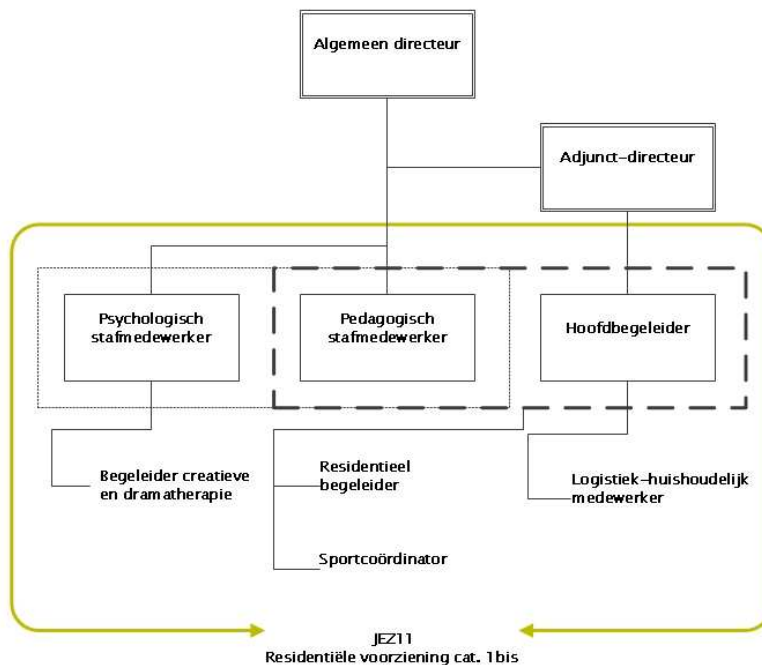 Algemeen directeur
Adjunct-directeur
Psychologisch
stafmedewerker
Pedagogisch
stafmedewerker
Hoofdbegeleider
Begeleider creatieve
en dramatherapie
Residentieel
begeleider
Logistiek-huishoudelijk
medewerker
Sportcoördinator
JEZ11
Residentiële voorziening cat. 1bis